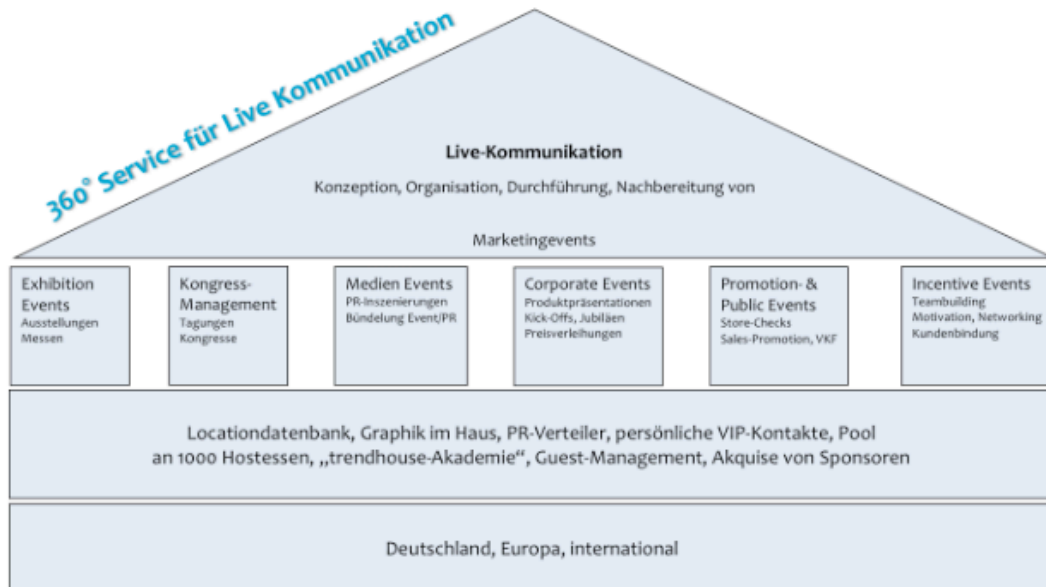 360° Service für Live Kommunikation
Live-Kommunikation
Konzeption, Organisation, Durchführung, Nachbereitung von
Marketingevents
Exhibition
Events
Ausstellungen
Messen
Kongress-
Management
Tagungen
Kongresse
Medien Events
PR-Inszenierungen
Bündelung Event/PR
Corporate Events
Produktpräsentationen
Kick-Offs, Jubiläen
Preisverleihungen
Promotion- &
Public Events
Store-Checks
Sales-Promotion, VKF
Incentive Events
Teambuilding
Motivation, Networking
Kundenbindung
Locationdatenbank, Graphik im Haus, PR-Verteiler, persönliche VIP-Kontakte, Pool
an 1000 Hostessen, „trendhouse-Akademie“, Guest-Management, Akquise von Sponsoren
Deutschland, Europa, international